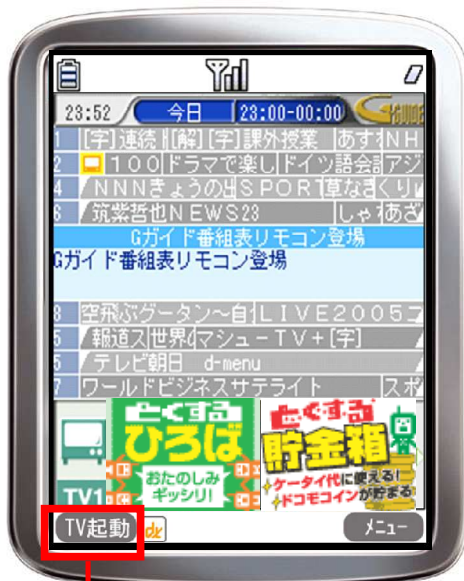 23:52 今日 23:00-00:00 G-GUIDE
1 [字]連続 [解][字]課外授業 あす NH
2 100 ドラマで楽し ドイツ語会 アジ
4 NNNきょうの出 SPORT 草なぎ くり
6 筑紫哲也NEWS23 しゃ あざ
Gガイド番組表リモコン登場
Gガイド番組表リモコン登場
8 空飛ぶグータン~自 LIVE2005
5 報道ス 世界の マシューTV+[字]
5 テレビ朝日 d-menu
7 ワールドビジネスサテライト スポ
とくする
ひろば
おたのしみ
ギッシリ!
とくする
貯金箱
ケータイ代に使える!
ドコモコインが貯まる
TV1
TV起動 dx メニュー